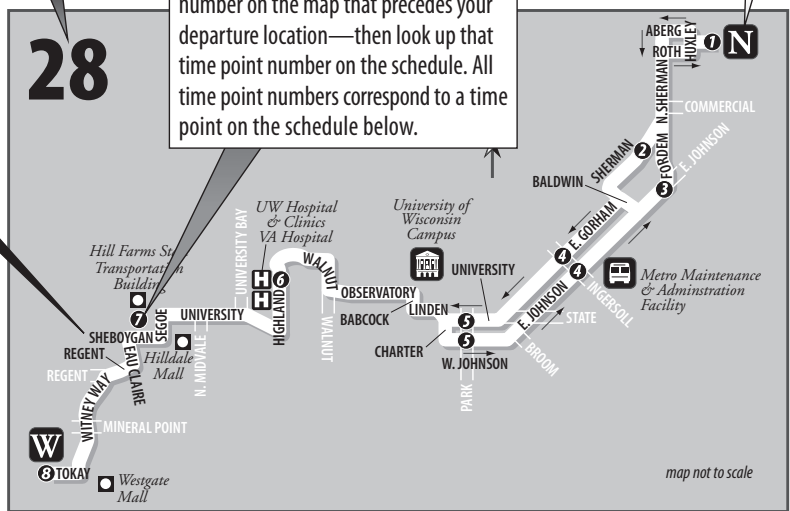 number on the map that precedes your
departure location—then look up that
time point number on the schedule. All
time point numbers correspond to a time
point on the schedule below.
28
ABERG
HUXLEY
ROTH
1
N
N.SHERMAN
COMMERCIAL
SHERMAN
2
FORDEM
E. JOHNSON
BALDWIN
3
UW Hospital
& Clinics
VA Hospital
University of
Wisconsin
Campus
E. GORHAM
4
4
Metro Maintenance
& Adminstration
Facility
Hill Farms St
Transportat n
Building
UNIVERSITY BAY
H
H
6
WALNUT
UNIVERSITY
INGERSOLL
OBSERVATORY
E. JOHNSON
7
SEGOE
UNIVERSITY
HIGHLAND
WALNUT
BABCOCK
LINDEN
5
STATE
SHEBOYGAN
REGENT
EAU CLAIRE
Hilldale
Mall
N. MIDVALE
CHARTER
5
BROOM
W. JOHNSON
REGENT
PARK
WITNEY WAY
MINERAL POINT
W
8
TOKAY
Westgate
Mall
map not to scale